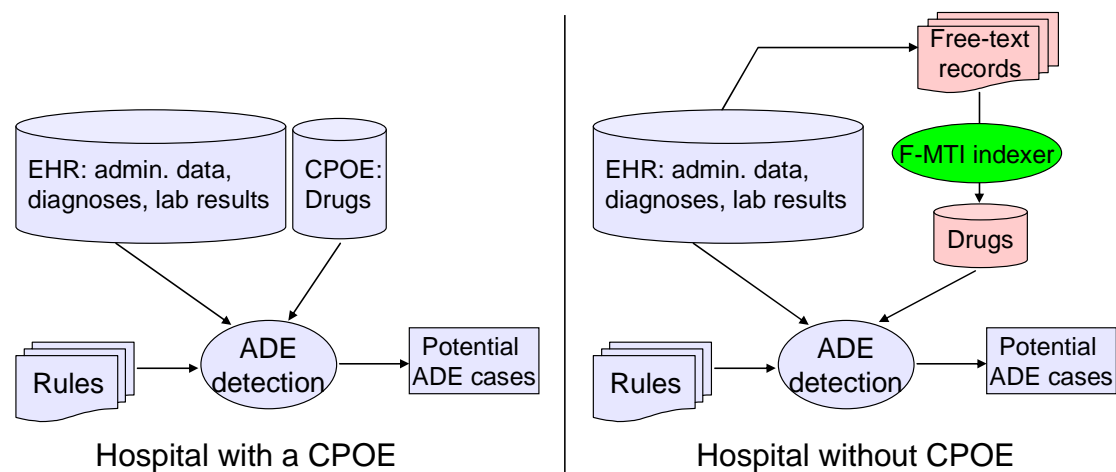 EHR: admin. data,
diagnoses, lab results
CPOE:
Drugs
Rules
ADE
detection
Potential
ADE cases
Hospital with a CPOE
Free-text
records
EHR: admin. data,
diagnoses, lab results
F-MTI indexer
Drugs
Rules
ADE
detection
Potential
ADE cases
Hospital without CPOE